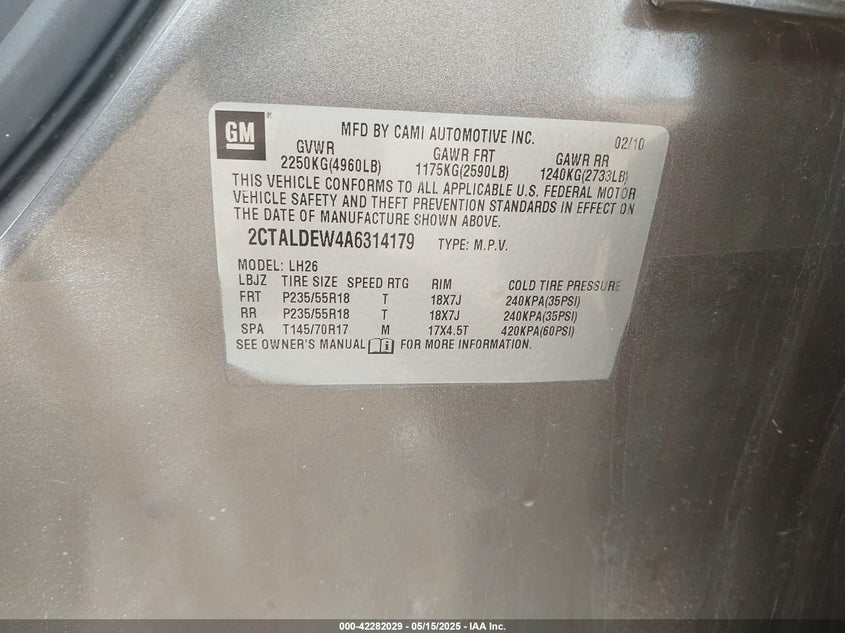 GM ®
MFD BY CAMI AUTOMOTIVE INC. 02/10
GVWR GAWR FRT GAWR RR
2250KG(4960LB) 1175KG(2590LB) 1240KG(2733LB)
THIS VEHICLE CONFORMS TO ALL APPLICABLE U.S. FEDERAL MOTOR
VEHICLE SAFETY AND THEFT PREVENTION STANDARDS IN EFFECT ON
THE DATE OF MANUFACTURE SHOWN ABOVE.
2CTALDEW4A6314179 TYPE: M.P.V.
MODEL: LH26
LBJZ TIRE SIZE SPEED RTG RIM COLD TIRE PRESSURE
FRT P235/55R18 T 18X7J 240KPA(35PSI)
RR P235/55R18 T 18X7J 240KPA(35PSI)
SPA T145/70R17 M 17X4.5T 420KPA(60PSI)
SEE OWNER'S MANUAL FOR MORE INFORMATION.
000-42282029 - 05/15/2025 - IAA Inc.